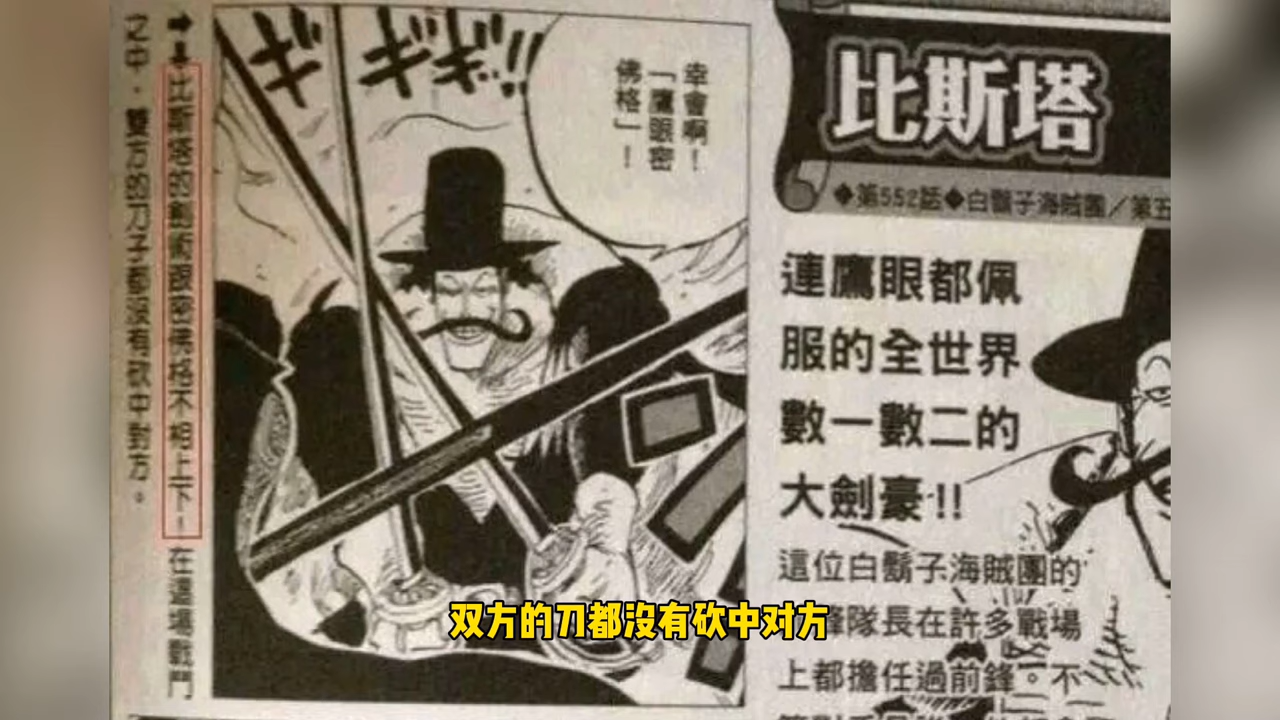 比斯塔
◆第552話◆白鬍子海賊團／第五
連鷹眼都佩
服的全世界
數一數二的
大劍豪!!
這位白鬍子海賊團的
隊長在許多戰場
上都擔任過前鋒。不
幸會啊！
「鷹眼密
佛格」！
ギギギ!!
➡⬇比斯塔的劍術跟密佛格不相上下！在這場戰鬥
之中，雙方的刀子都沒有砍中對方。
双方的刀都没有砍中对方